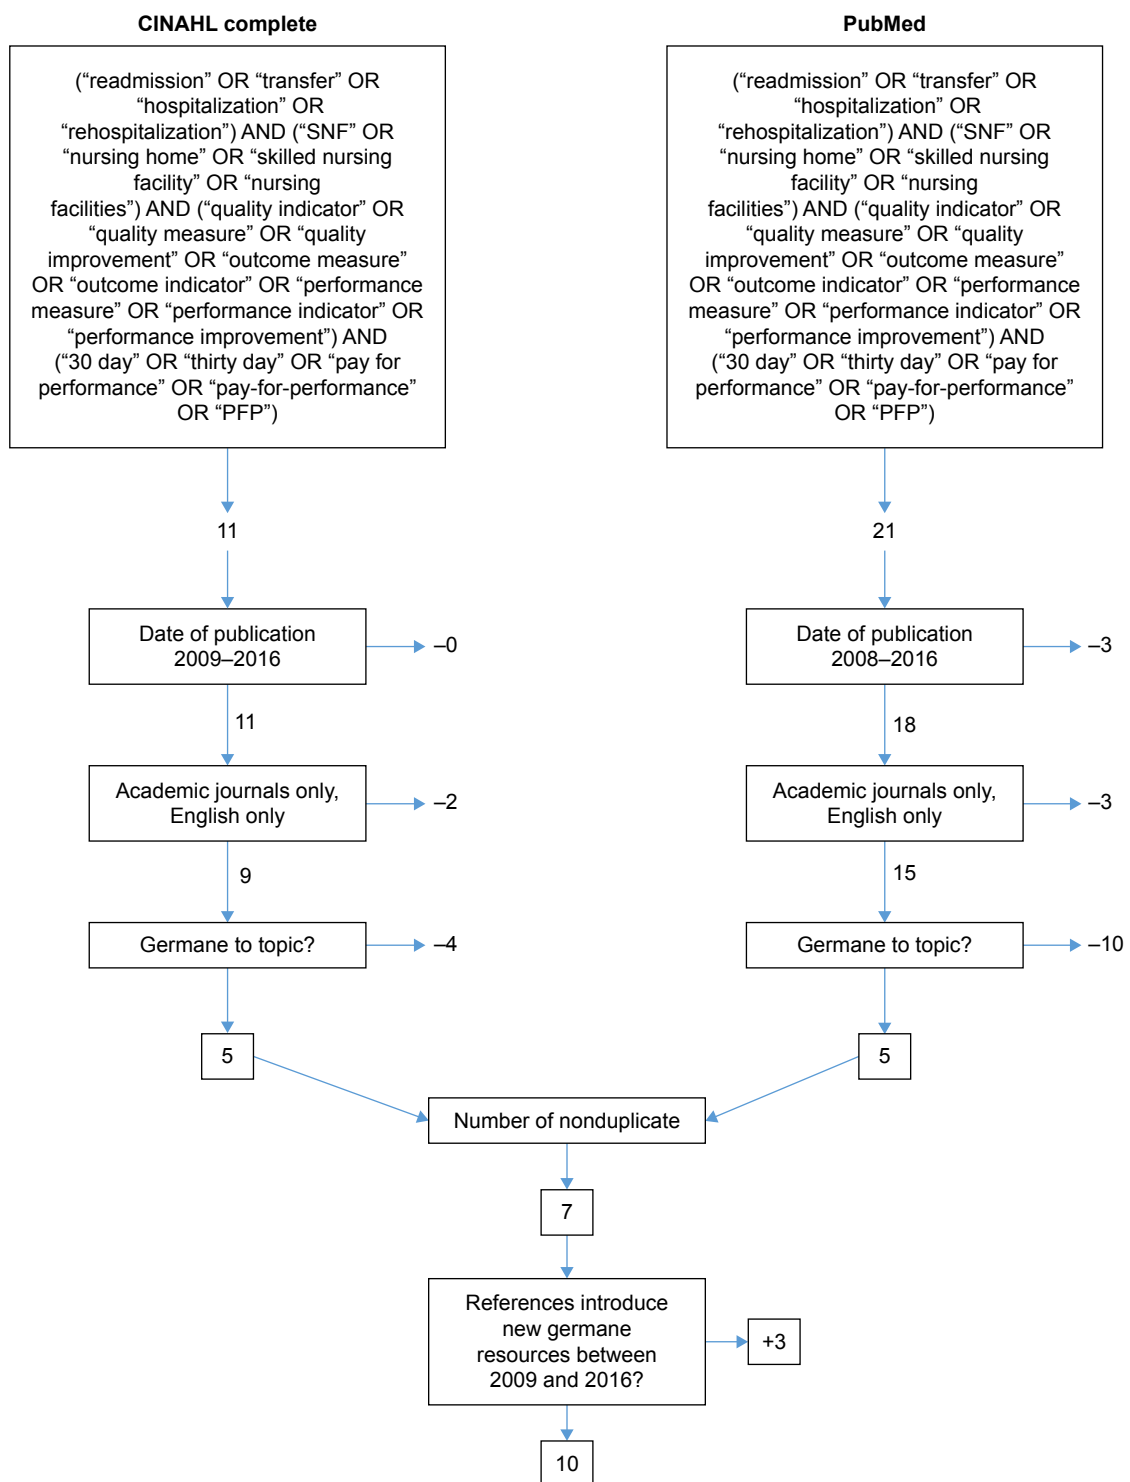 CINAHL complete
(“readmission” OR “transfer” OR
“hospitalization” OR
“rehospitalization”) AND (“SNF” OR
“nursing home” OR “skilled nursing
facility” OR “nursing
facilities”) AND (“quality indicator” OR
“quality measure” OR “quality
improvement” OR “outcome measure”
OR “outcome indicator” OR “performance
measure” OR “performance indicator” OR
“performance improvement”) AND
(“30 day” OR “thirty day” OR “pay for
performance” OR “pay-for-performance”
OR “PFP”)
11
Date of publication
2009–2016
–0
11
Academic journals only,
English only
–2
9
Germane to topic?
–4
5
PubMed
(“readmission” OR “transfer” OR
“hospitalization” OR
“rehospitalization”) AND (“SNF” OR
“nursing home” OR “skilled nursing
facility” OR “nursing
facilities”) AND (“quality indicator” OR
“quality measure” OR “quality
improvement” OR “outcome measure”
OR “outcome indicator” OR “performance
measure” OR “performance indicator” OR
“performance improvement”) AND
(“30 day” OR “thirty day” OR “pay for
performance” OR “pay-for-performance”
OR “PFP”)
21
Date of publication
2008–2016
–3
18
Academic journals only,
English only
–3
15
Germane to topic?
–10
5
Number of nonduplicate
7
References introduce
new germane
resources between
2009 and 2016?
+3
10